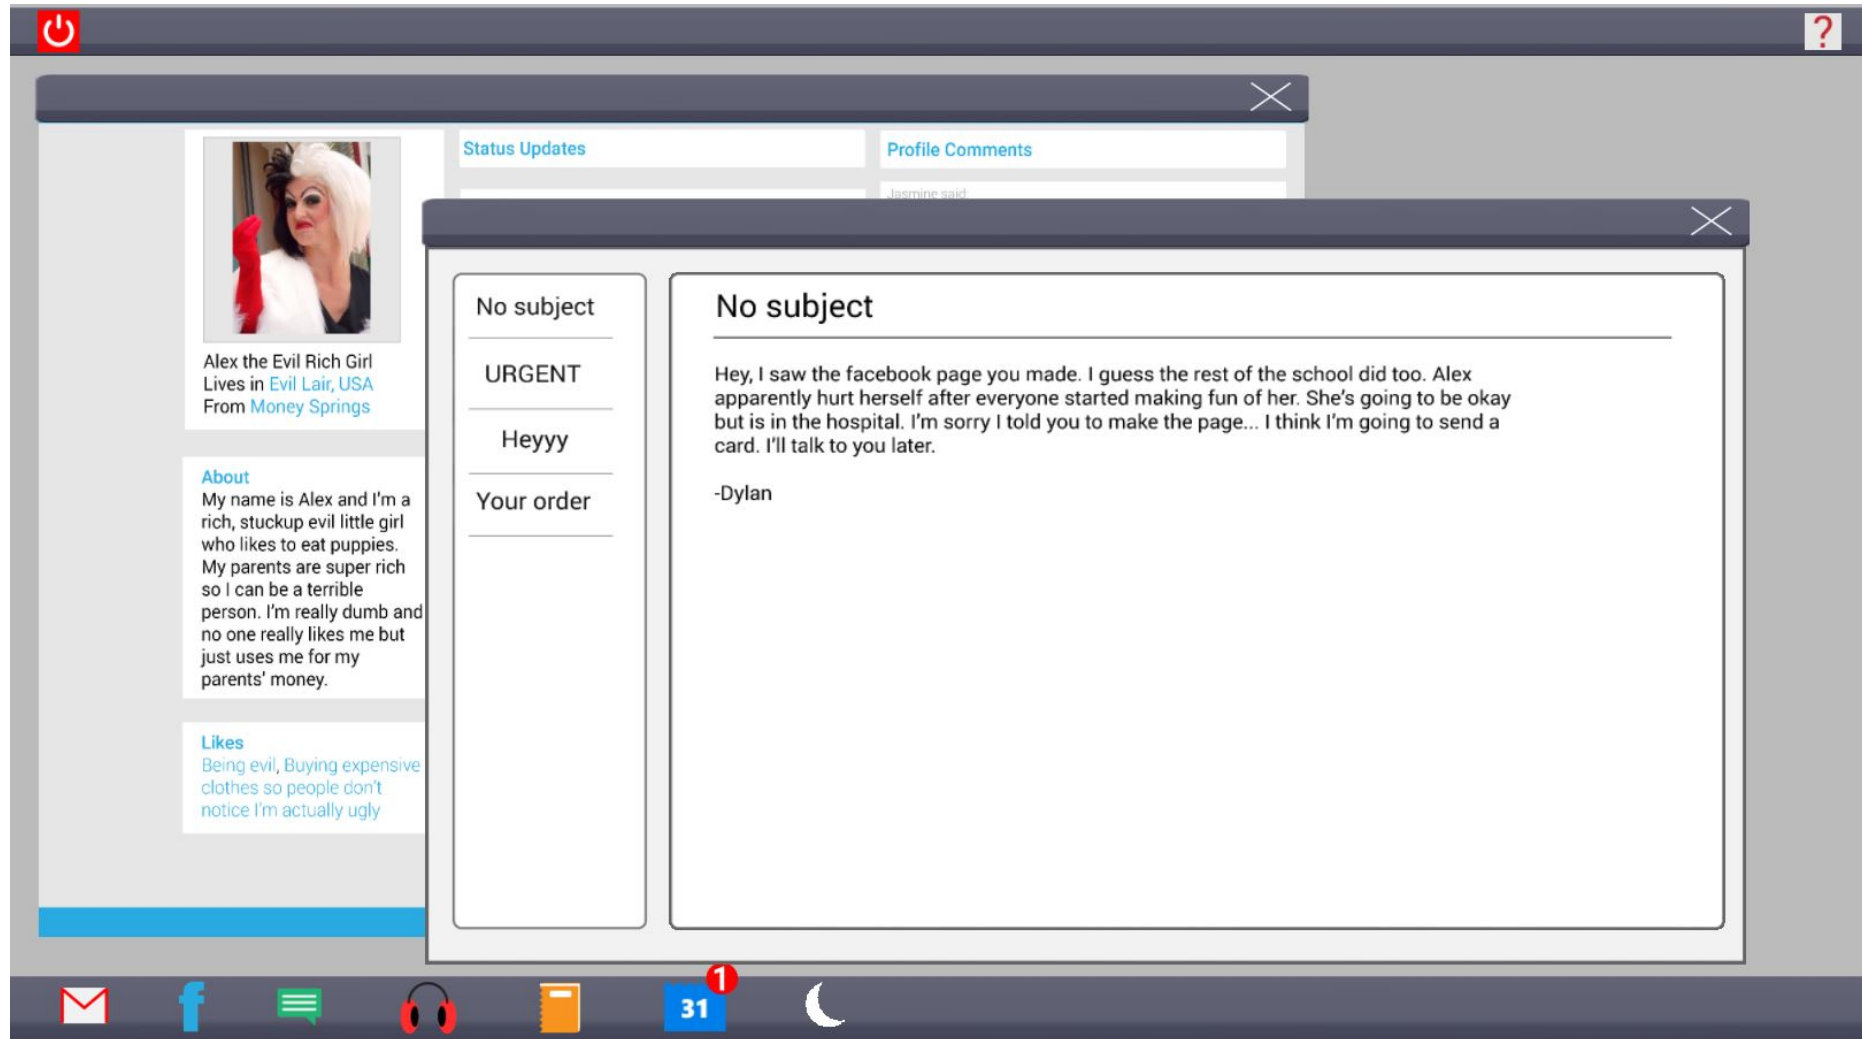 ?
Status Updates
Profile Comments
Jasmine said:
Alex the Evil Rich Girl
Lives in Evil Lair, USA
From Money Springs
About
My name is Alex and I'm a
rich, stuckup evil little girl
who likes to eat puppies.
My parents are super rich
so I can be a terrible
person. I'm really dumb and
no one really likes me but
just uses me for my
parents' money.
Likes
Being evil, Buying expensive
clothes so people don't
notice I'm actually ugly
No subject
URGENT
Heyyy
Your order
No subject
Hey, I saw the facebook page you made. I guess the rest of the school did too. Alex
apparently hurt herself after everyone started making fun of her. She's going to be okay
but is in the hospital. I'm sorry I told you to make the page... I think I'm going to send a
card. I'll talk to you later.
-Dylan
f
31
1